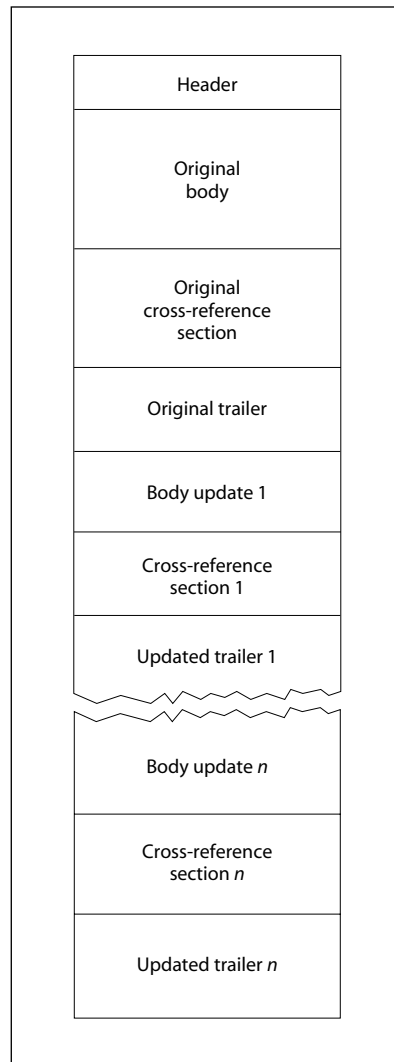 Header
Original
body
Original
cross-reference
section
Original trailer
Body update 1
Cross-reference
section 1
Updated trailer 1
Body update n
Cross-reference
section n
Updated trailer n